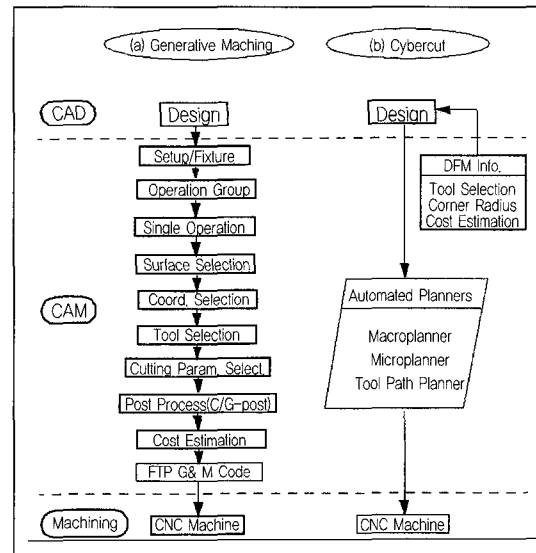 (a) Generative Maching
(b) Cybercut
CAD
Design
Design
Setup/Fixture
Operation Group
Single Operation
Surface Selection
Coord. Selection
Tool Selection
Cutting Param. Select.
Post Process(C/G-post)
Cost Estimation
FTP G& M Code
DFM Info.
Tool Selection
Corner Radius
Cost Estimation
CAM
Automated Planners
Macroplanner
Microplanner
Tool Path Planner
Machining
CNC Machine
CNC Machine